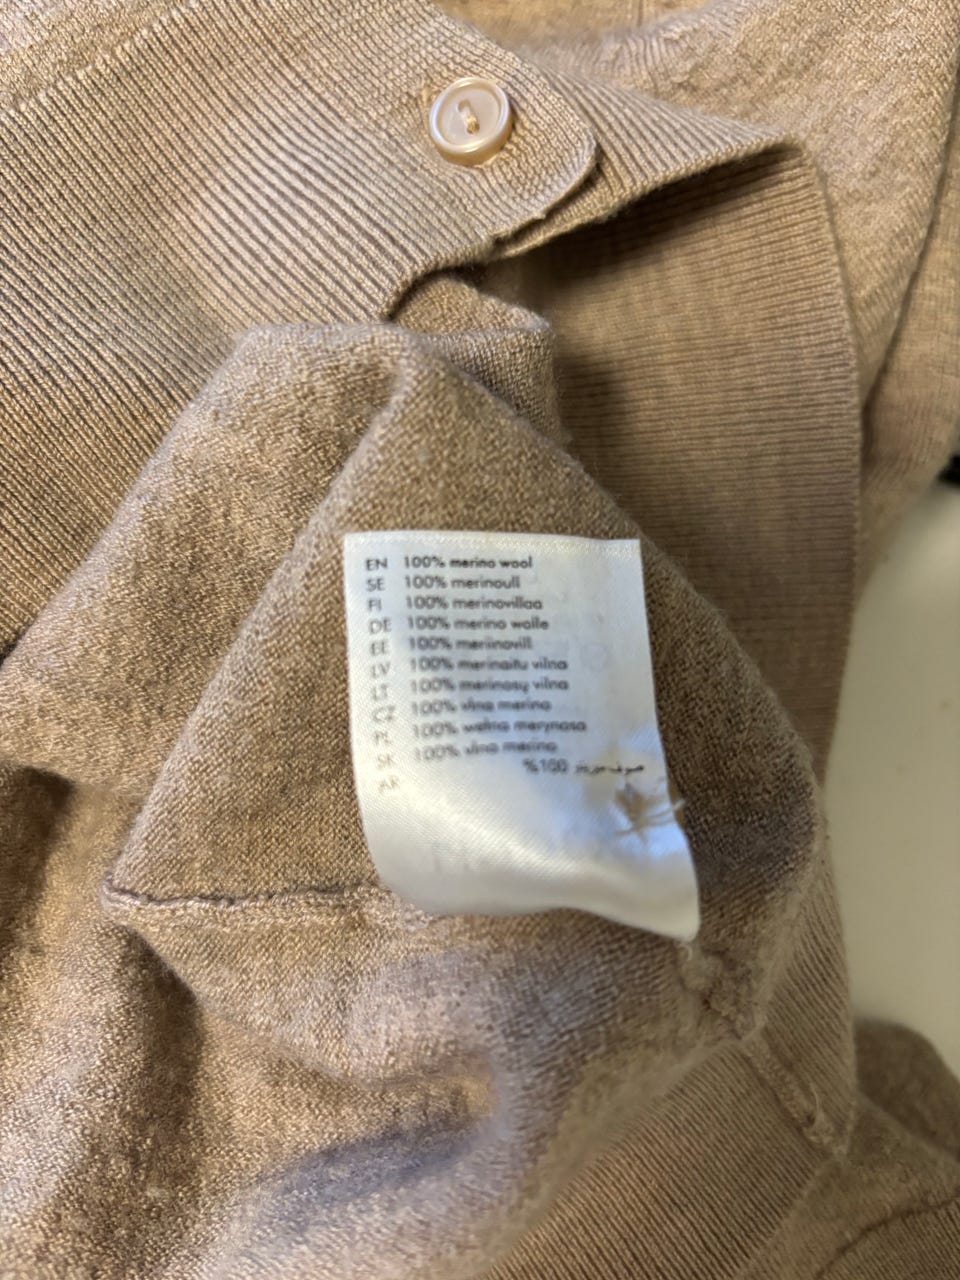 EN 100% merino wool
SE 100% merinoull
FI 100% merinovillaa
DE 100% merino wolle
EE 100% meriinovill
LV 100% merinaitu vilna
LT 100% merinosų vilna
CZ 100% vlna merino
PL 100% wełna merynosa
SK 100% vlna merino
AR %100 صوف